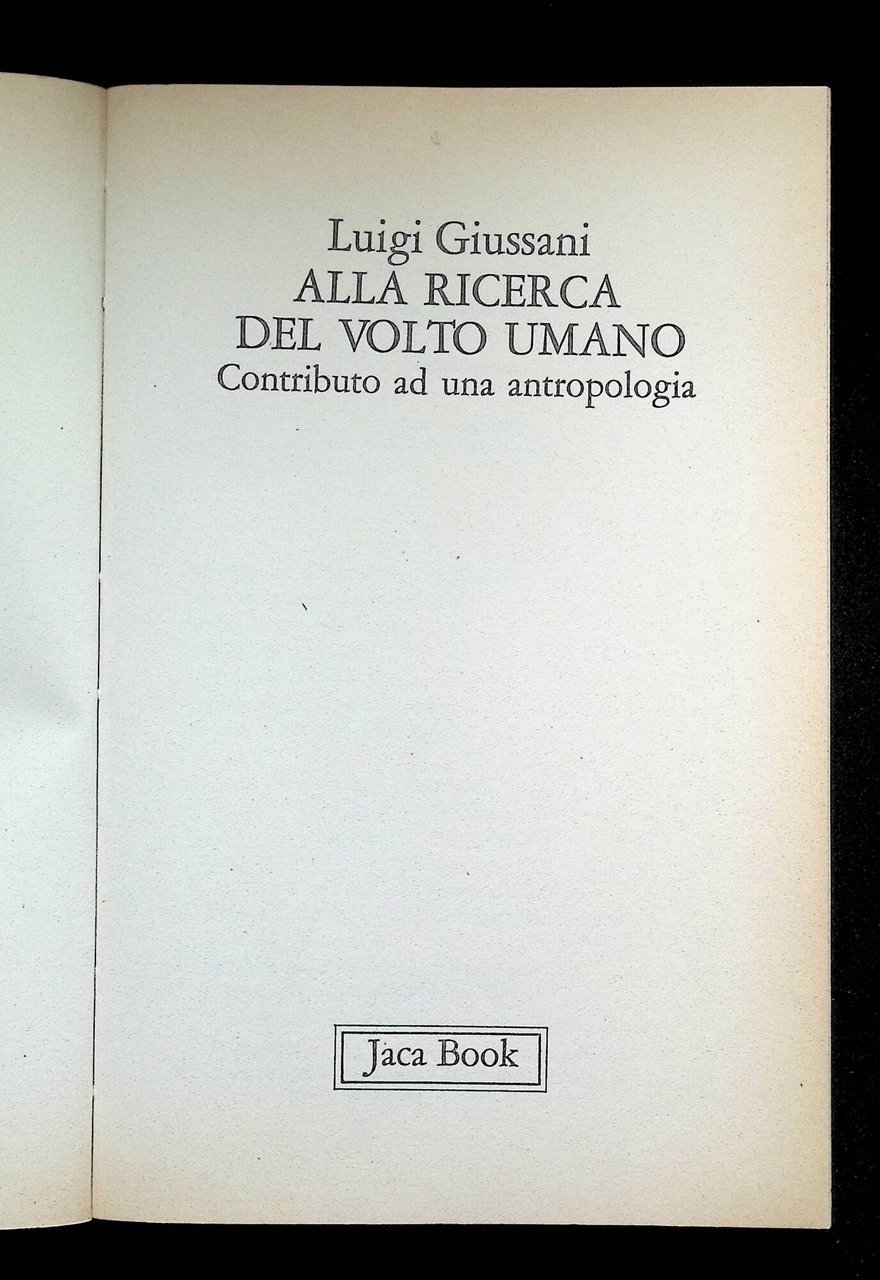 Luigi Giussani
ALLA RICERCA
DEL VOLTO UMANO
Contributo ad una antropologia
Jaca Book